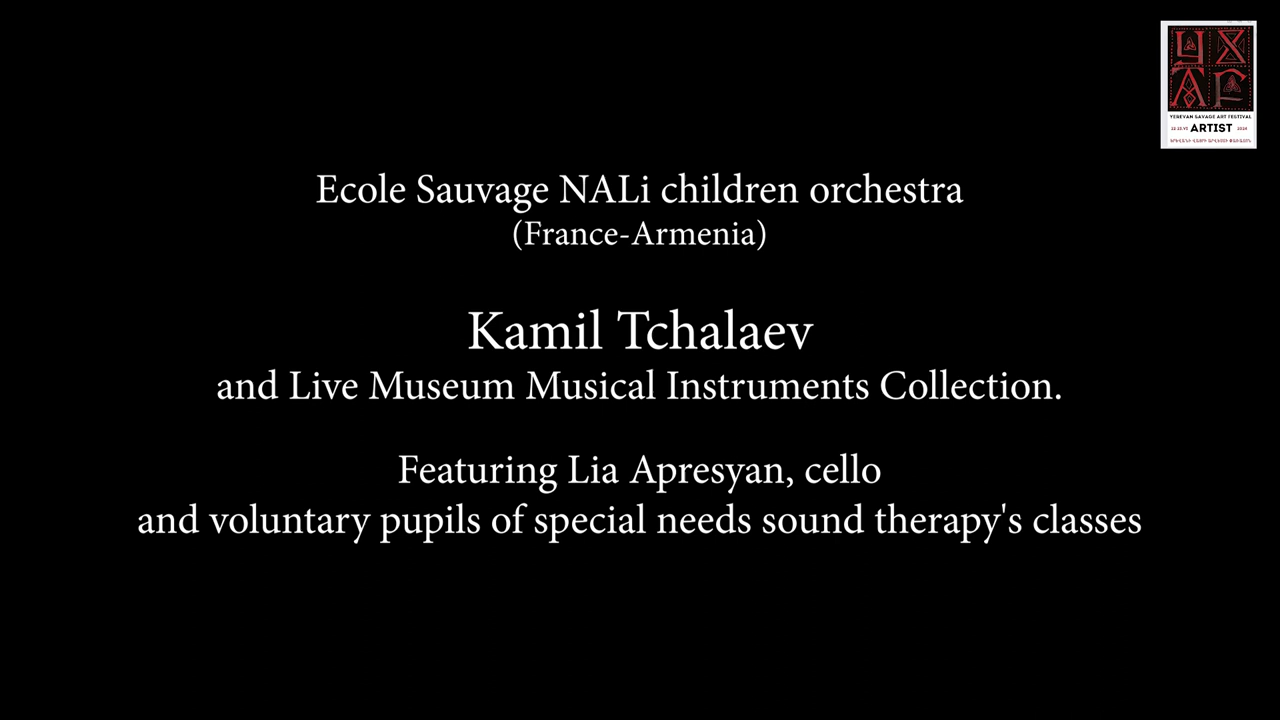 YXAF
YEREVAN SAVAGE ART FESTIVAL
ARTIST
Ecole Sauvage NALi children orchestra
(France-Armenia)
Kamil Tchalaev
and Live Museum Musical Instruments Collection.
Featuring Lia Apresyan, cello
and voluntary pupils of special needs sound therapy's classes